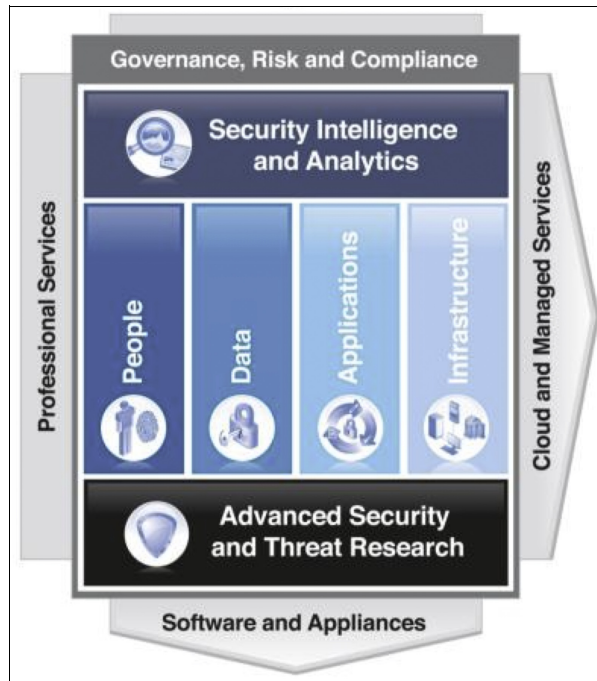 Governance, Risk and Compliance
Security Intelligence
and Analytics
Professional Services
People
Data
Applications
Infrastructure
Cloud and Managed Services
Advanced Security
and Threat Research
Software and Appliances